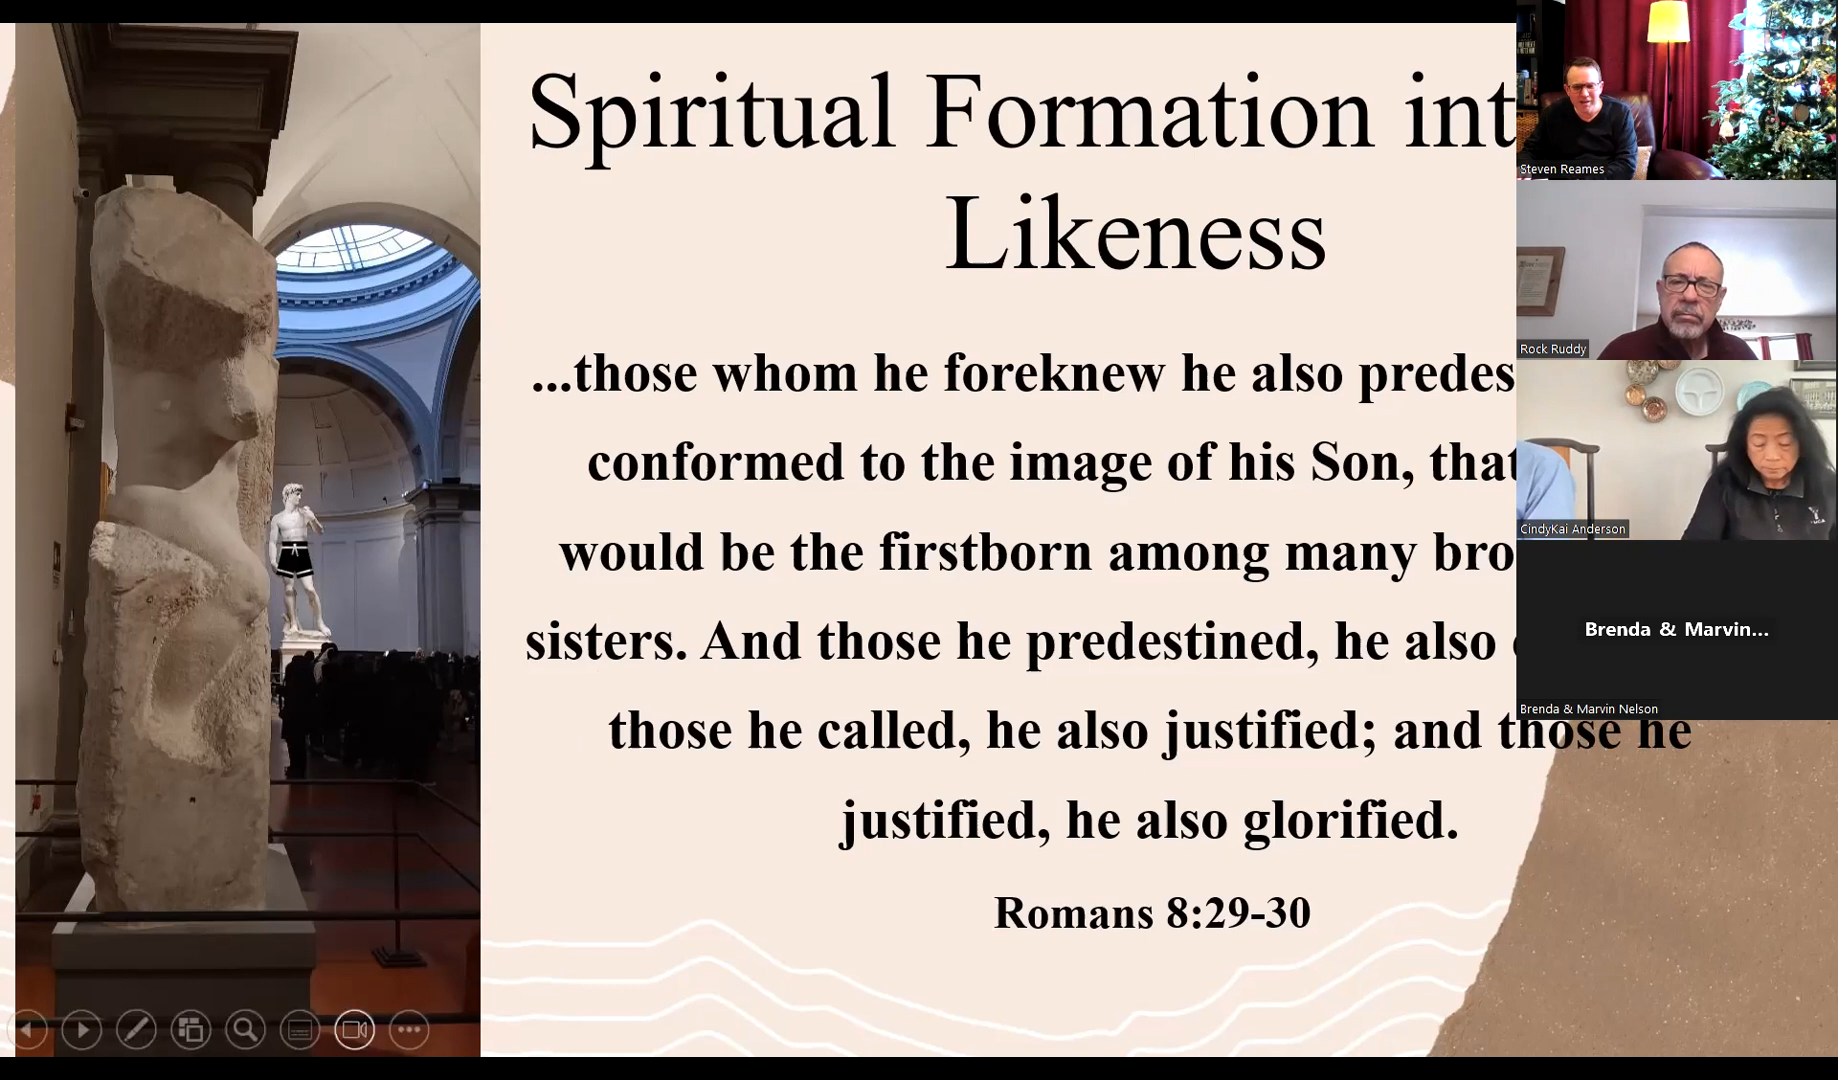 Spiritual Formation int
Likeness
...those whom he foreknew he also predes
conformed to the image of his Son, that
would be the firstborn among many bro
sisters. And those he predestined, he also
those he called, he also justified; and those he
justified, he also glorified.
Romans 8:29-30
Steven Reames
Rock Ruddy
CindyKai Anderson
Brenda & Marvin...
Brenda & Marvin Nelson